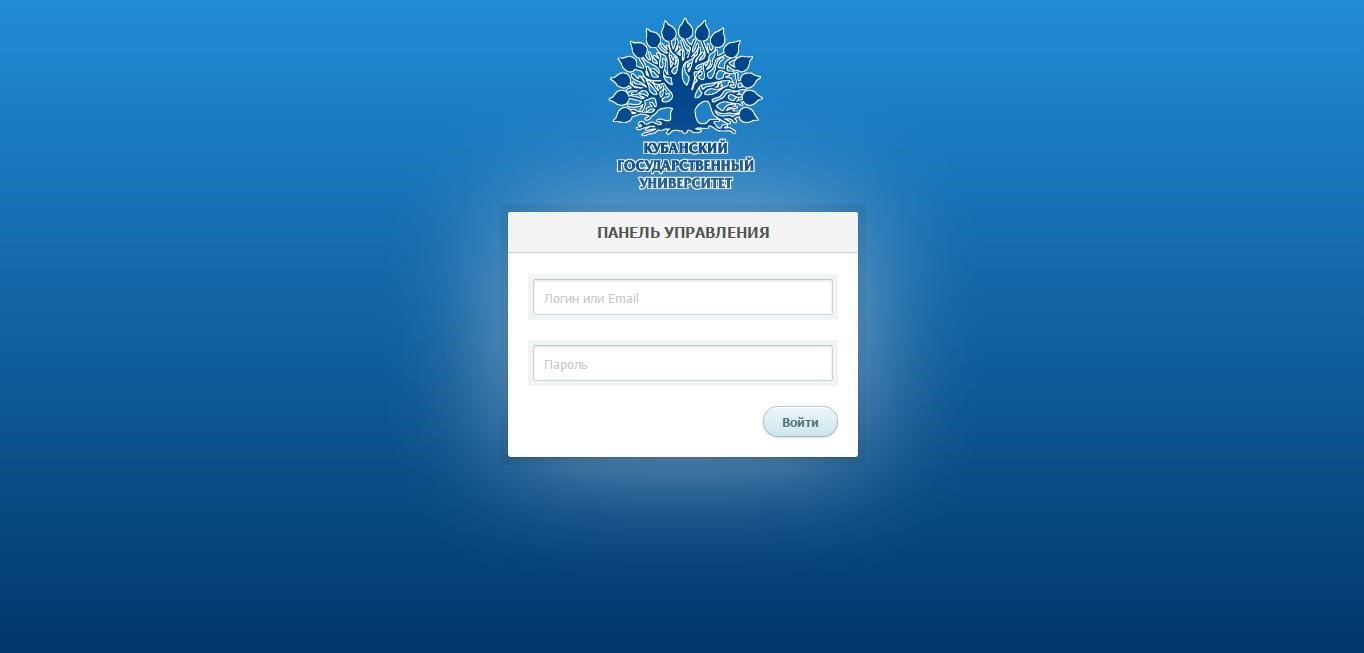 КУБАНСКИЙ
ГОСУДАРСТВЕННЫЙ
УНИВЕРСИТЕТ
ПАНЕЛЬ УПРАВЛЕНИЯ
Логин или Email
Пароль
Войти